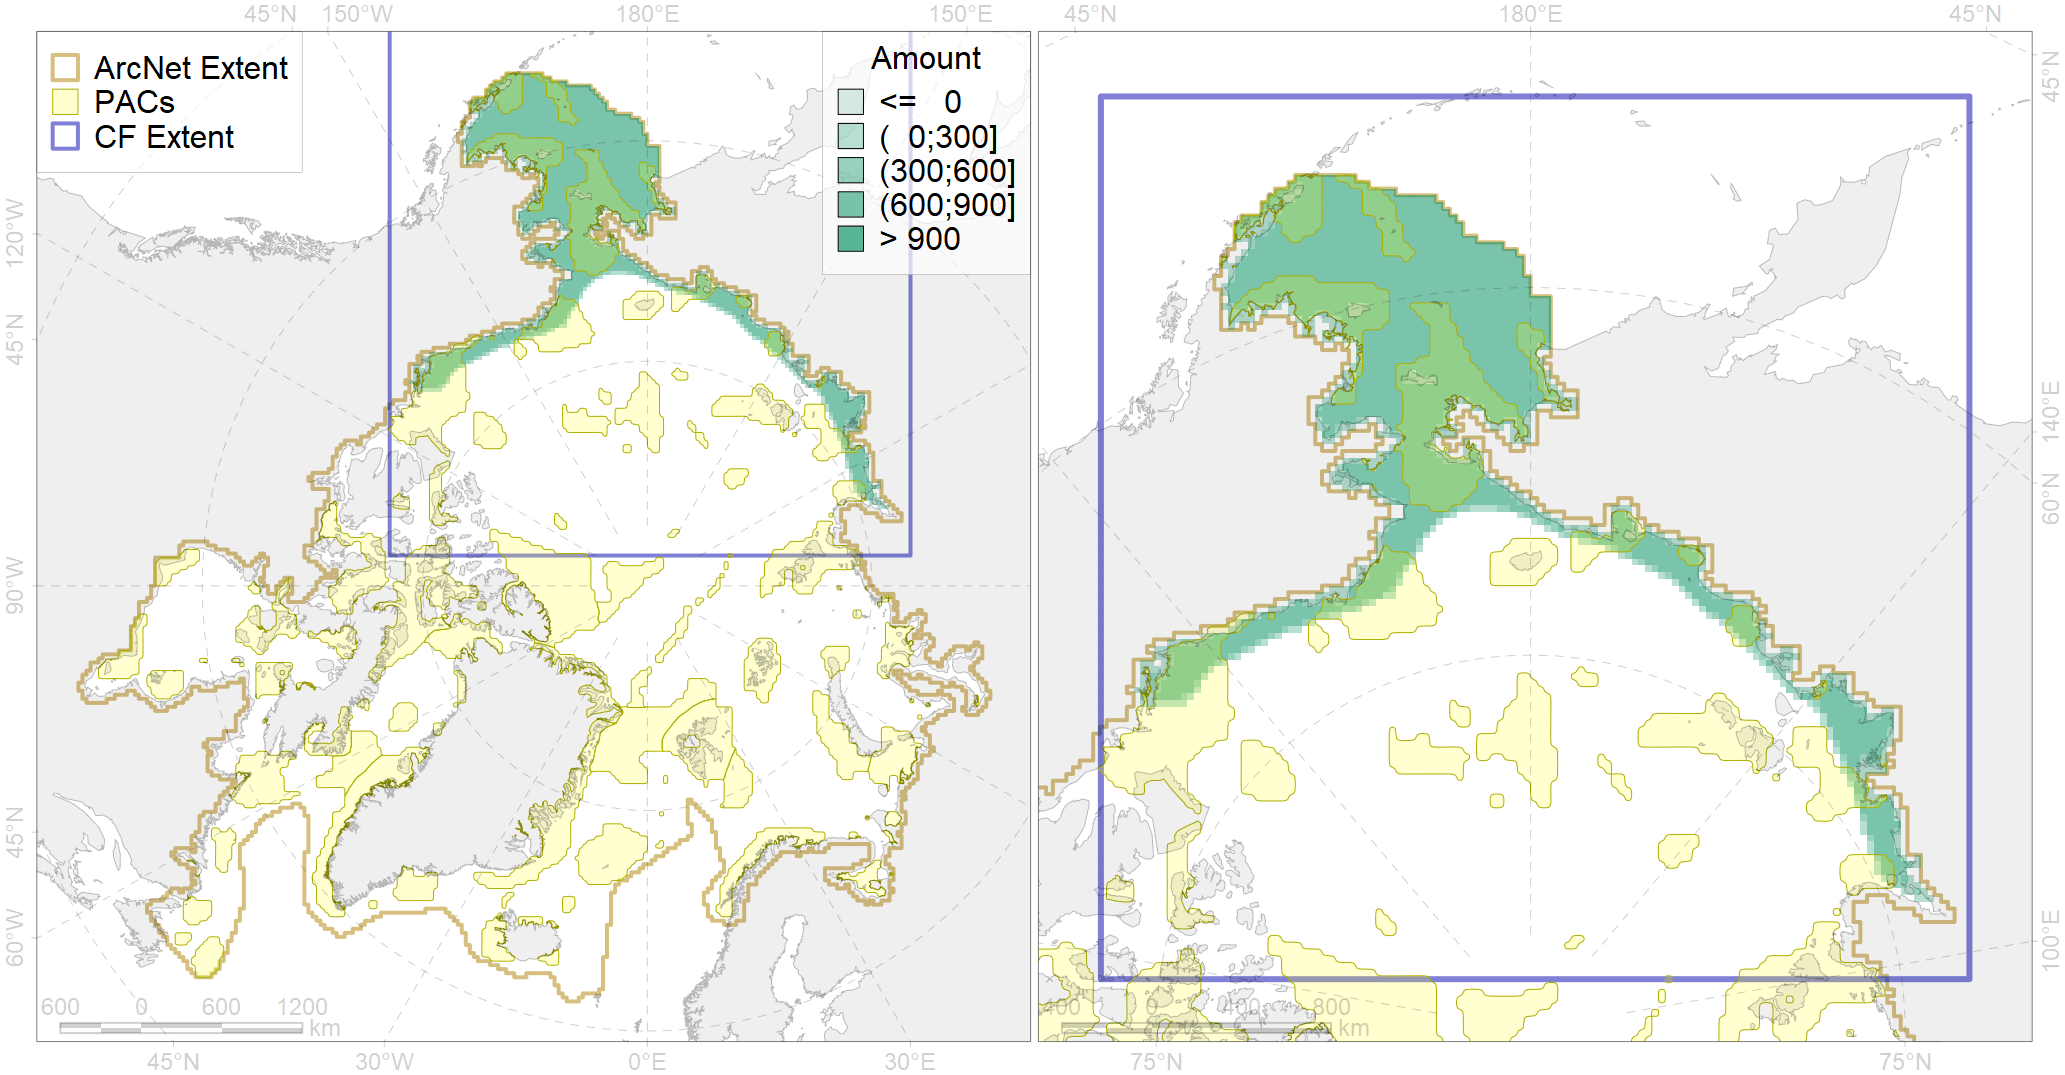 45°N 150°W 180°E 150°E 45°N 180°E 45°N
ArcNet Extent
PACs
CF Extent
Amount
<= 0
( 0;300]
(300;600]
(600;900]
> 900
120°W
45°N
90°W
45°N
60°W
45°N
140°E
60°N
100°E
600 0 600 1200
km
400 0 400 800
km
45°N 30°W 0°E 30°E 75°N 75°N